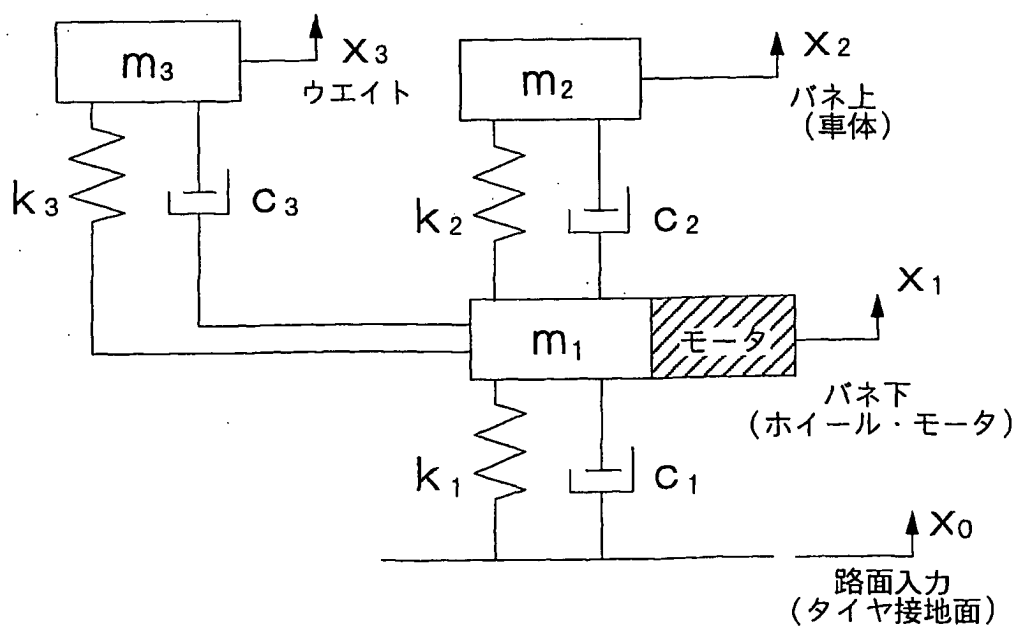 m₃
x₃
ウエイト
k₃
c₃
m₂
x₂
バネ上
(車体)
k₂
c₂
m₁
モータ
x₁
バネ下
(ホイール・モータ)
k₁
c₁
x₀
路面入力
(タイヤ接地面)